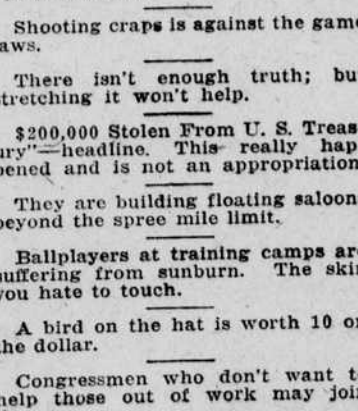 Shooting craps is against the game
laws.
There isn't enough truth; but
stretching it won't help.
$200,000 Stolen From U. S. Treas-
ury"—headline. This really hap-
pened and is not an appropriation.
They are building floating saloons
beyond the spree mile limit.
Ballplayers at training camps are
suffering from sunburn. The skin
you hate to touch.
A bird on the hat is worth 10 on
the dollar.
Congressmen who don't want to
help those out of work may join